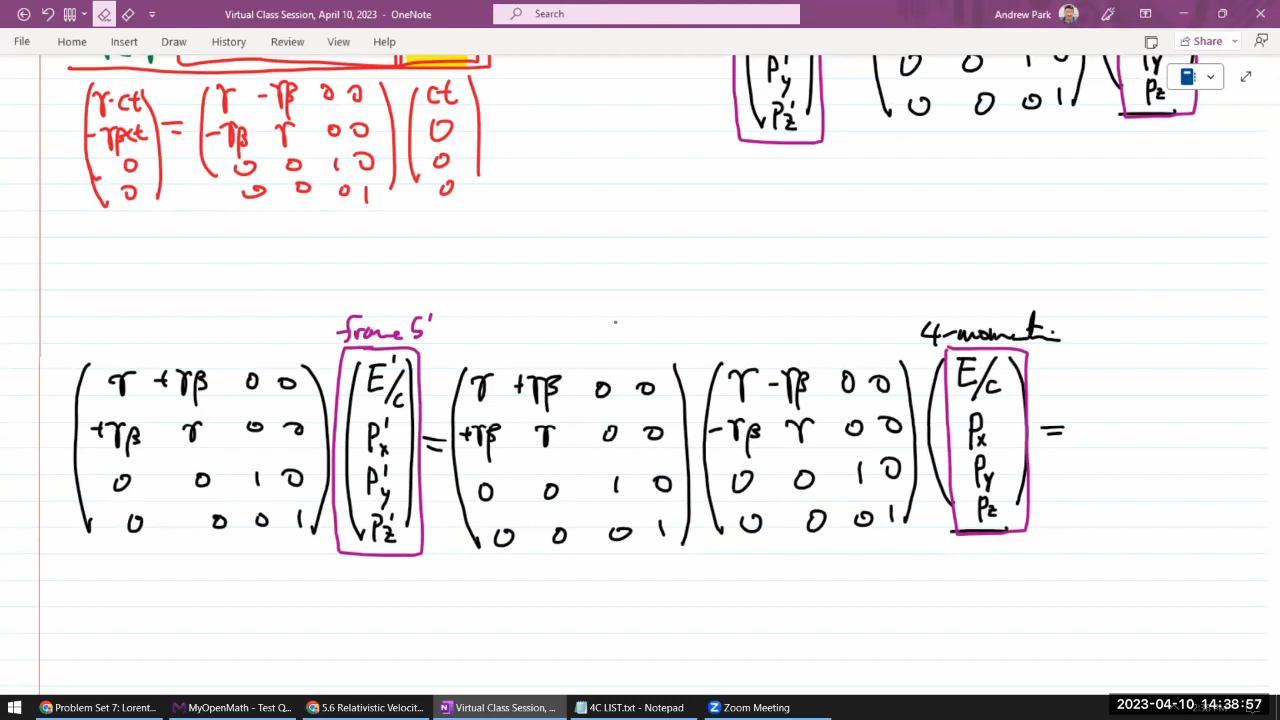 Virtual Class Session, April 10, 2023 - OneNote
Search
Andrew Park
File Home Insert Draw History Review View Help
Share
γ·ct = γ -γβ 0 0 ct
-γβct -γβ γ 0 0 0
0 0 0 1 0 0
0 0 0 0 1 0
Py' 0 0 1 0 Py
Pz' 0 0 0 1 Pz
frame S' 4-moment
γ +γβ 0 0 E'/c = γ +γβ 0 0 γ -γβ 0 0 E/c =
+γβ γ 0 0 Px' +γβ γ 0 0 -γβ γ 0 0 Px
0 0 1 0 Py' 0 0 1 0 0 0 1 0 Py
0 0 0 1 Pz' 0 0 0 1 0 0 0 1 Pz
Problem Set 7: Lorent... MyOpenMath - Test Q... 5.6 Relativistic Velocit... Virtual Class Session, ... 4C LIST.txt - Notepad Zoom Meeting
2023-04-10 14:38:57